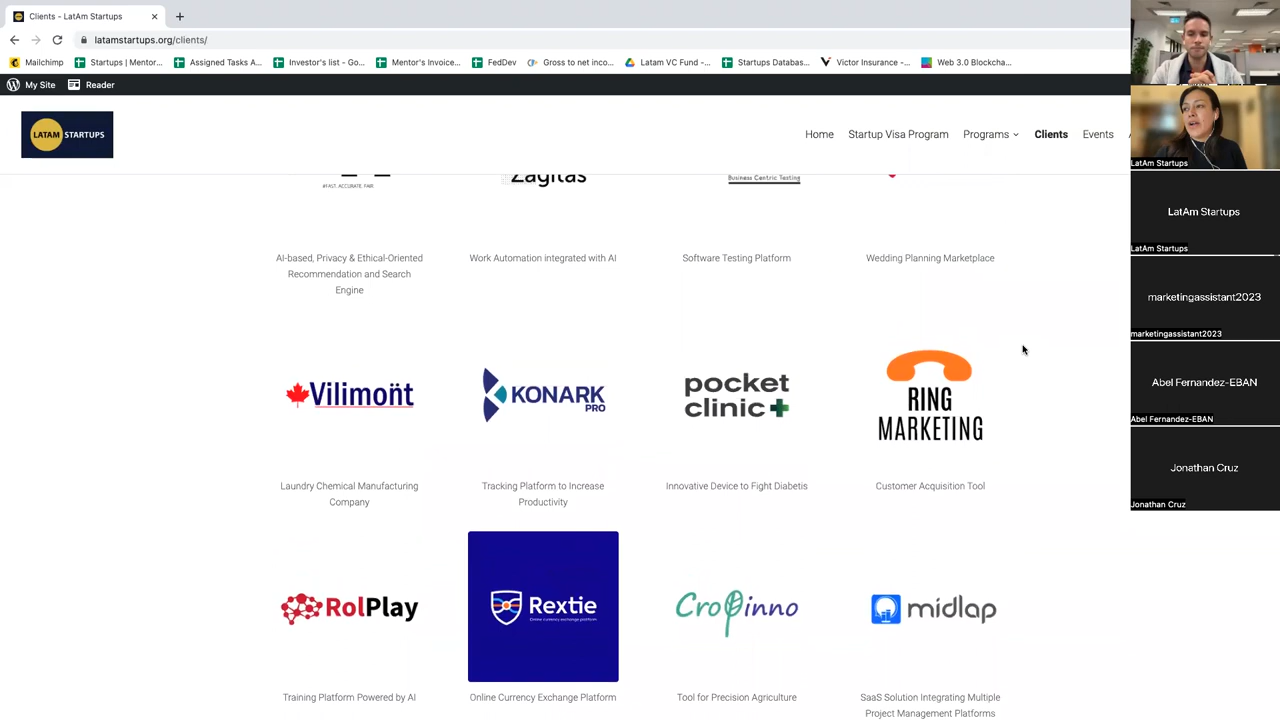 Clients - LatAm Startups
latamstartups.org/clients/
Mailchimp
Startups | Mentor...
Assigned Tasks A...
Investor's list - Go...
Mentor's Invoice...
FedDev
Gross to net inco...
Latam VC Fund -...
Startups Databas...
Victor Insurance -...
Web 3.0 Blockcha...
My Site
Reader
LATAM STARTUPS
Home
Startup Visa Program
Programs
Clients
Events
#FAST. ACCURATE. FAIR
Zagitas
Business Centric Testing
AI-based, Privacy & Ethical-Oriented
Recommendation and Search
Engine
Work Automation integrated with AI
Software Testing Platform
Wedding Planning Marketplace
Vilimont
KONARK
PRO
pocket
clinic
RING
MARKETING
Laundry Chemical Manufacturing
Company
Tracking Platform to Increase
Productivity
Innovative Device to Fight Diabetis
Customer Acquisition Tool
RolPlay
Rextie
Online currency exchange platform
Cropinno
midlap
Training Platform Powered by AI
Online Currency Exchange Platform
Tool for Precision Agriculture
SaaS Solution Integrating Multiple
Project Management Platforms
LatAm Startups
LatAm Startups
LatAm Startups
marketingassistant2023
marketingassistant2023
Abel Fernandez-EBAN
Abel Fernandez-EBAN
Jonathan Cruz
Jonathan Cruz